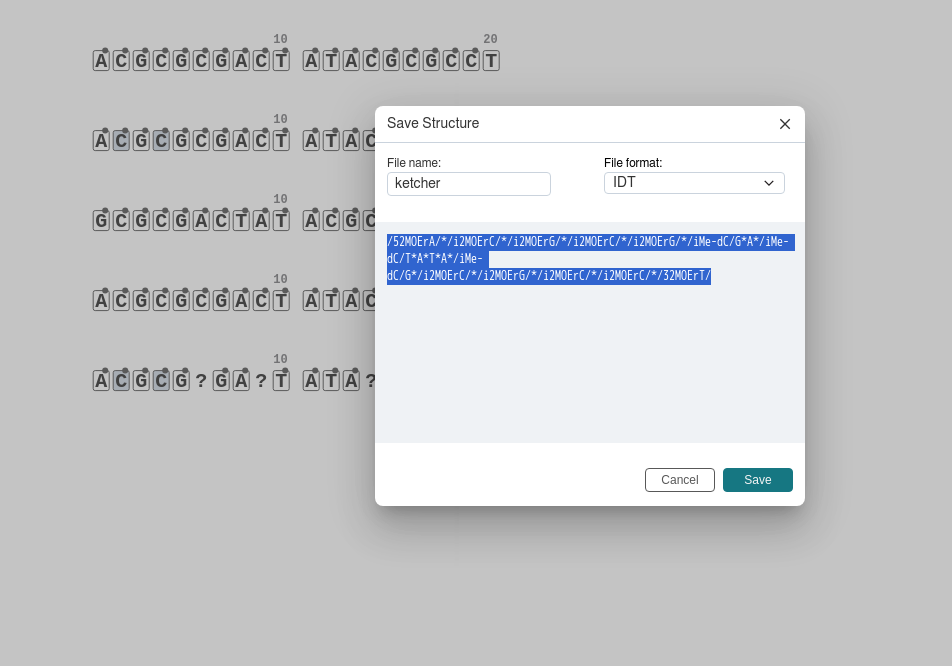 10 20
ACGCGCGACT ATACGCGCCT
10
ACGCGCGACT ATAC
10
GCGCGACTAT ACGC
10
ACGCGCGACT ATAC
10
ACGCG?GA?T ATA?
Save Structure
File name: File format:
ketcher IDT
/52MOErA/*/i2MOErC/*/i2MOErG/*/i2MOErC/*/i2MOErG/*/iMe-dC/G*A*/iMe-
dC/T*A*T*A*/iMe-
dC/G*/i2MOErC/*/i2MOErG/*/i2MOErC/*/i2MOErC/*/32MOErT/
Cancel Save